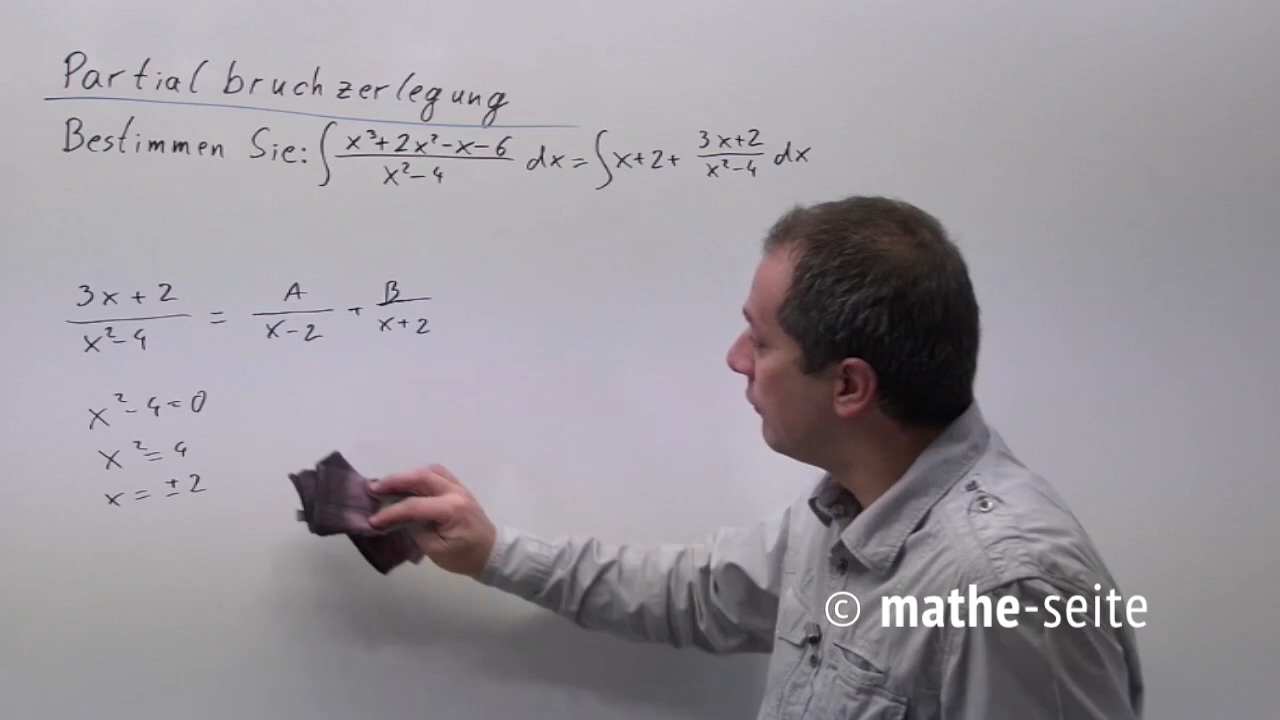 Partialbruchzerlegung
Bestimmen Sie: ∫ (x³+2x²-x-6)/(x²-4) dx = ∫ x+2+ (3x+2)/(x²-4) dx
(3x+2)/(x²-4) = A/(x-2) + B/(x+2)
x²-4=0
x²=4
x=±2
© mathe-seite